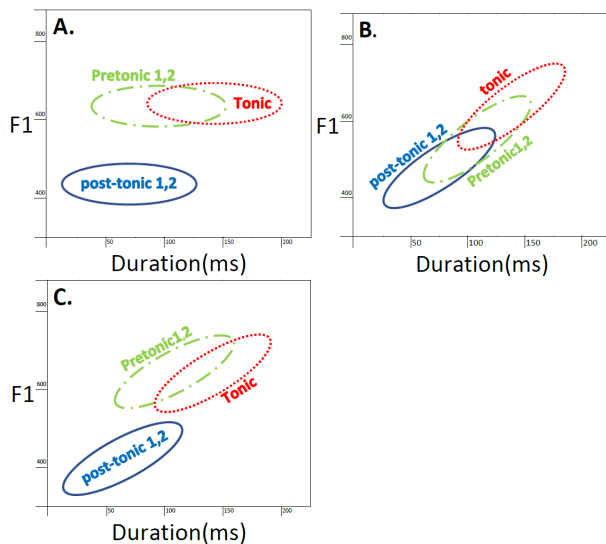 A.
800
Pretonic 1,2
Tonic
F1
600
post-tonic 1,2
400
50
100
150
200
Duration(ms)
B.
800
tonic
600
post-tonic 1,2
Pretonic1,2
400
50
100
150
200
Duration(ms)
C.
800
Pretonic1,2
F1
600
Tonic
post-tonic 1,2
400
50
100
150
200
Duration(ms)